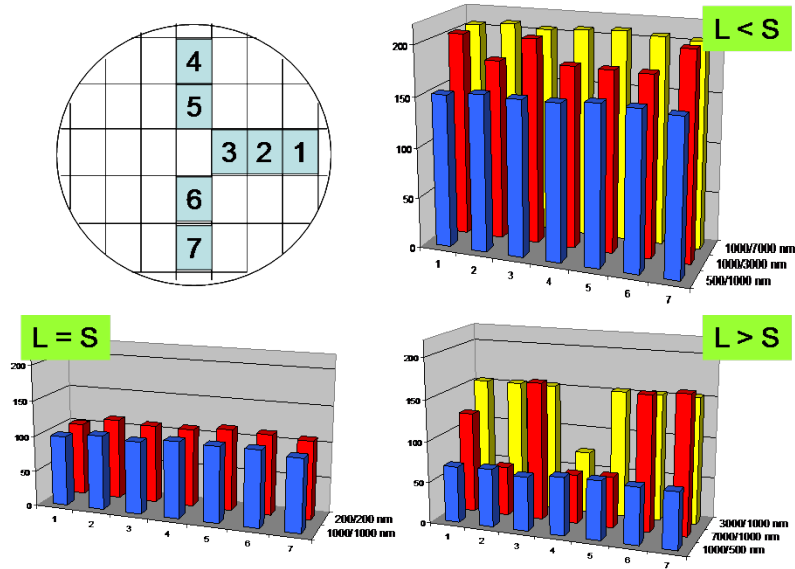 4
5
3 2 1
6
7
L < S
200
150
100
50
0
1 2 3 4 5 6 7
1000/7000 nm
1000/3000 nm
500/1000 nm
L = S
200
150
100
50
0
1 2 3 4 5 6 7
200/200 nm
1000/1000 nm
L > S
200
150
100
50
0
1 2 3 4 5 6 7
3000/1000 nm
7000/1000 nm
1000/500 nm